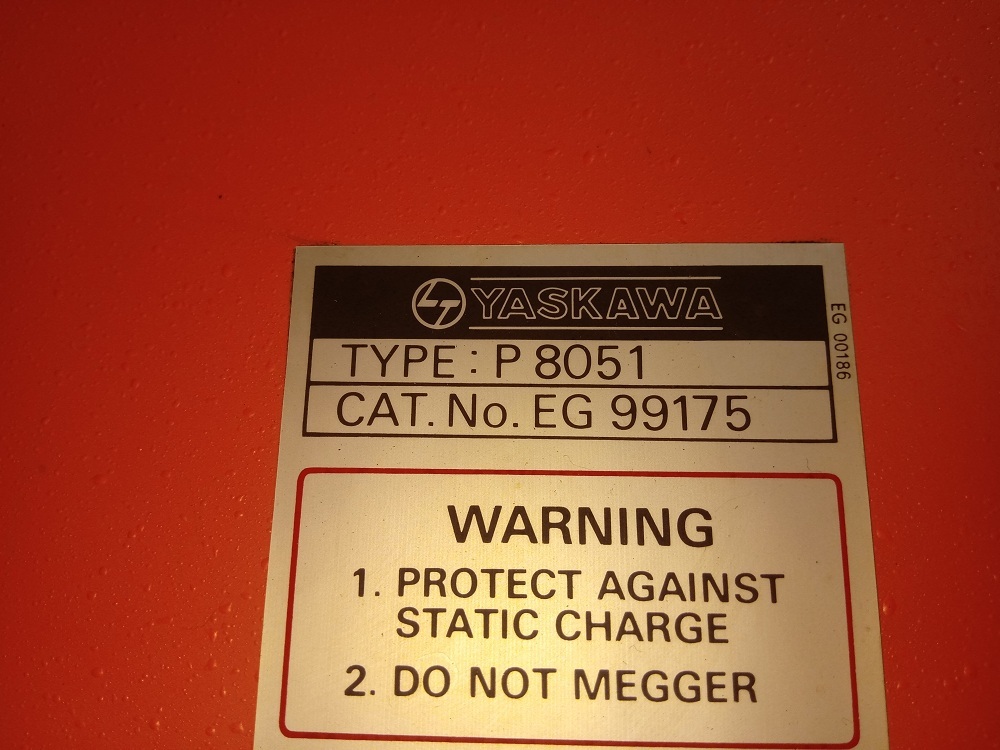 LT YASKAWA
TYPE : P 8051
CAT. No. EG 99175
EG 00186
WARNING
1. PROTECT AGAINST
STATIC CHARGE
2. DO NOT MEGGER